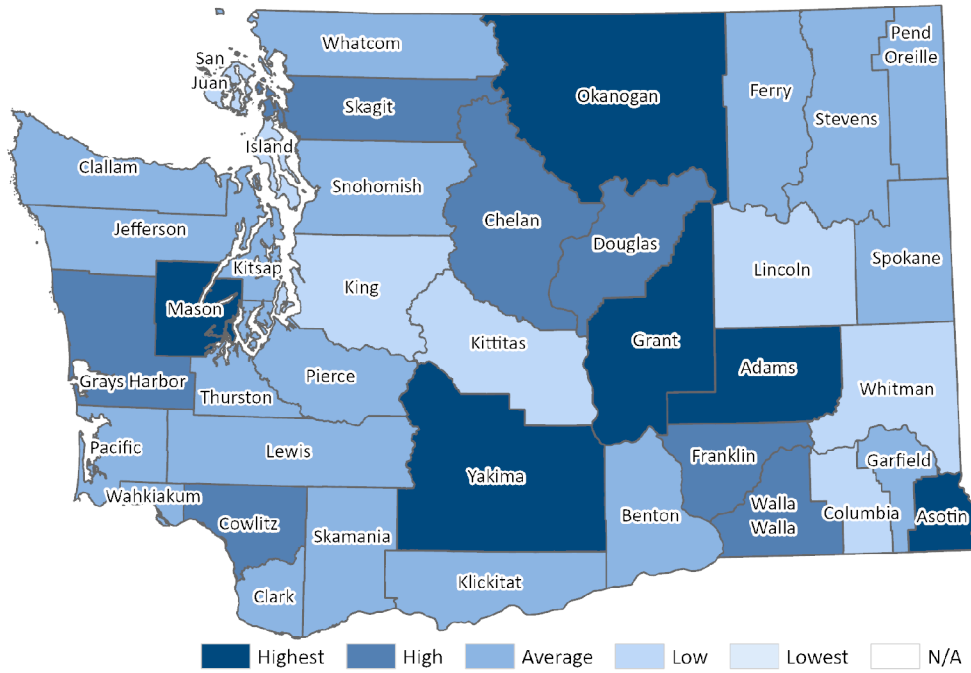 Whatcom
Pend
Oreille
San
Juan
Okanogan
Ferry
Skagit
Stevens
Island
Clallam
Snohomish
Chelan
Jefferson
Douglas
Spokane
Kitsap
Lincoln
King
Mason
Kittitas
Grant
Adams
Grays Harbor
Pierce
Whitman
Thurston
Pacific
Lewis
Franklin
Garfield
Yakima
Wahkiakum
Walla
Walla
Cowlitz
Benton
Columbia
Asotin
Skamania
Klickitat
Clark
Highest
High
Average
Low
Lowest
N/A